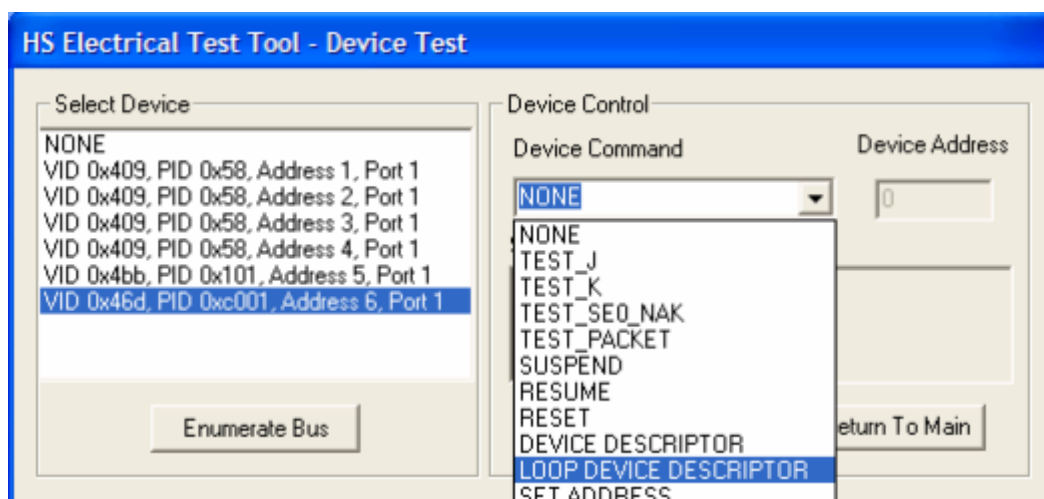 HS Electrical Test Tool - Device Test
Select Device
NONE
VID 0x409, PID 0x58, Address 1, Port 1
VID 0x409, PID 0x58, Address 2, Port 1
VID 0x409, PID 0x58, Address 3, Port 1
VID 0x409, PID 0x58, Address 4, Port 1
VID 0x4bb, PID 0x101, Address 5, Port 1
VID 0x46d, PID 0xc001, Address 6, Port 1
Enumerate Bus
Device Control
Device Command
Device Address
NONE
0
NONE
TEST_J
TEST_K
TEST_SE0_NAK
TEST_PACKET
SUSPEND
RESUME
RESET
DEVICE DESCRIPTOR
LOOP DEVICE DESCRIPTOR
SET ADDRESS
eturn To Main